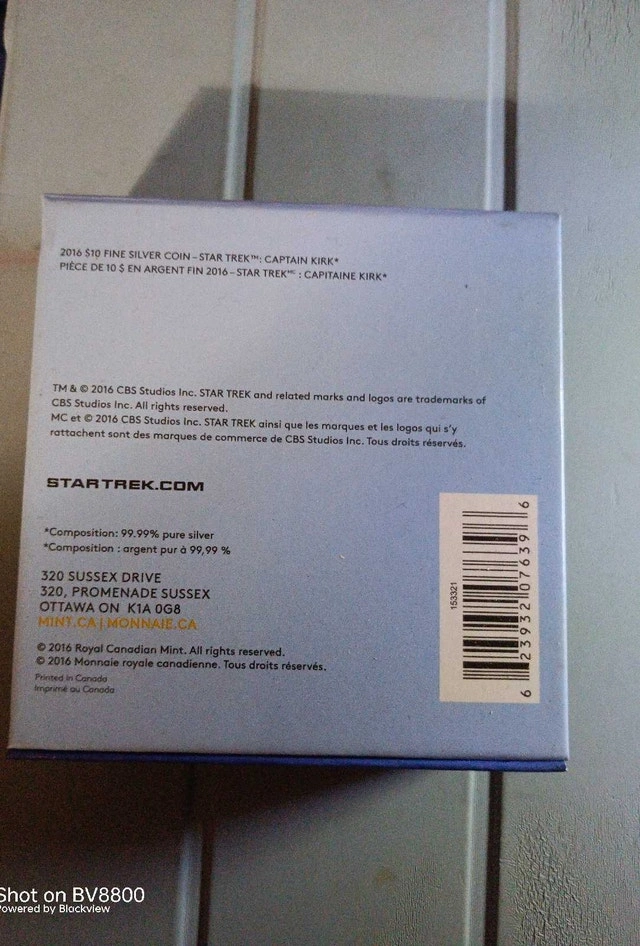 2016 $10 FINE SILVER COIN – STAR TREK™: CAPTAIN KIRK*
PIÈCE DE 10 $ EN ARGENT FIN 2016 – STAR TREKᴹᶜ : CAPITAINE KIRK*
TM & © 2016 CBS Studios Inc. STAR TREK and related marks and logos are trademarks of
CBS Studios Inc. All rights reserved.
MC et © 2016 CBS Studios Inc. STAR TREK ainsi que les marques et les logos qui s'y
rattachent sont des marques de commerce de CBS Studios Inc. Tous droits réservés.
STARTREK.COM
*Composition: 99.99% pure silver
*Composition : argent pur à 99,99 %
320 SUSSEX DRIVE
320, PROMENADE SUSSEX
OTTAWA ON K1A 0G8
MINT.CA | MONNAIE.CA
© 2016 Royal Canadian Mint. All rights reserved.
© 2016 Monnaie royale canadienne. Tous droits réservés.
Printed in Canada
Imprimé au Canada
153321
6 23932 07639 6
Shot on BV8800
Powered by Blackview